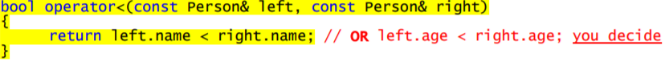 bool operator<(const Person& left, const Person& right)
{
    return left.name < right.name; // OR left.age < right.age; you decide
}